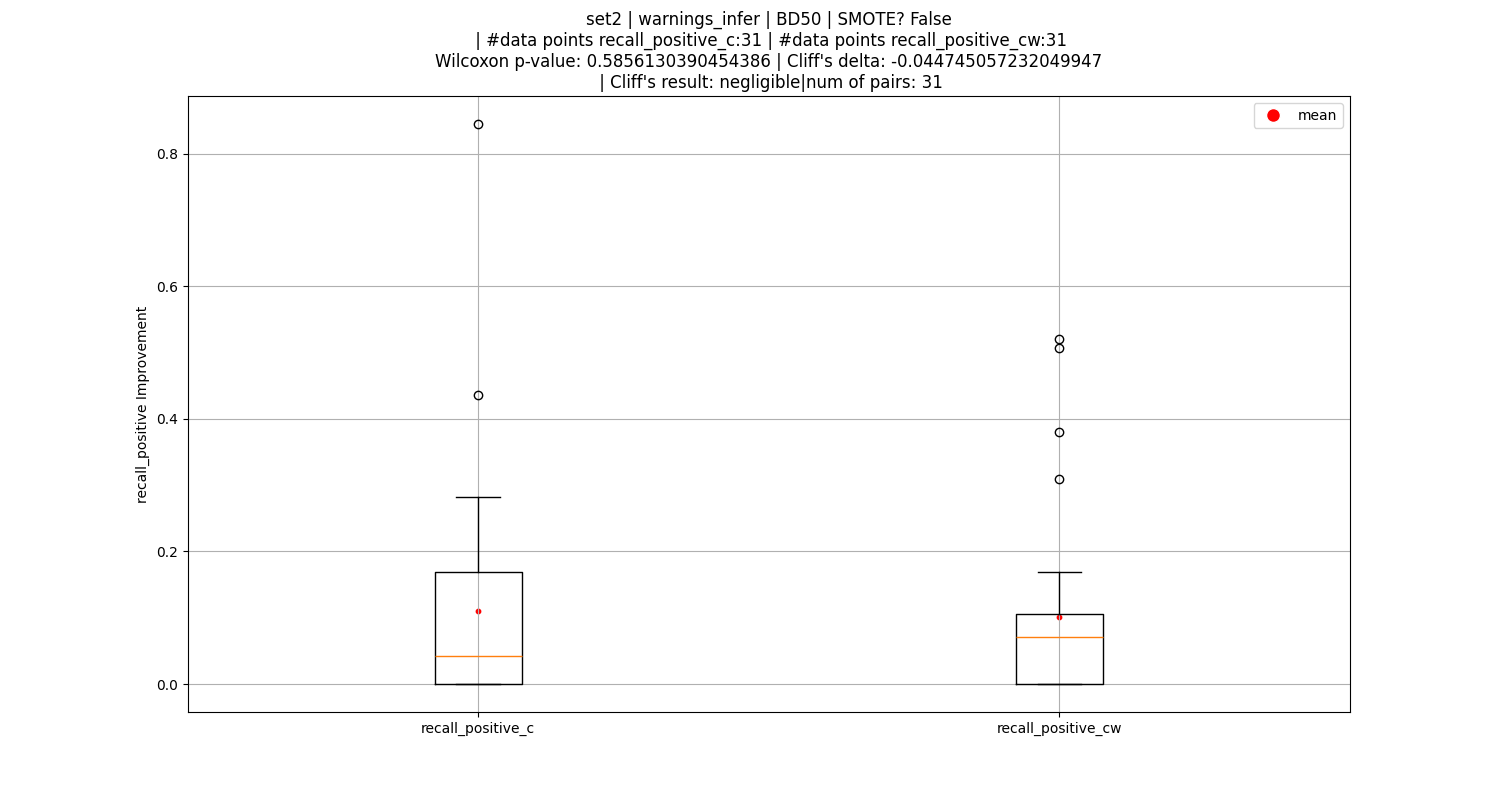 set2 | warnings_infer | BD50 | SMOTE? False
| #data points recall_positive_c:31 | #data points recall_positive_cw:31
Wilcoxon p-value: 0.5856130390454386 | Cliff's delta: -0.044745057232049947
| Cliff's result: negligible|num of pairs: 31
mean
0.8
0.6
0.4
0.2
0.0
recall_positive Improvement
recall_positive_c
recall_positive_cw